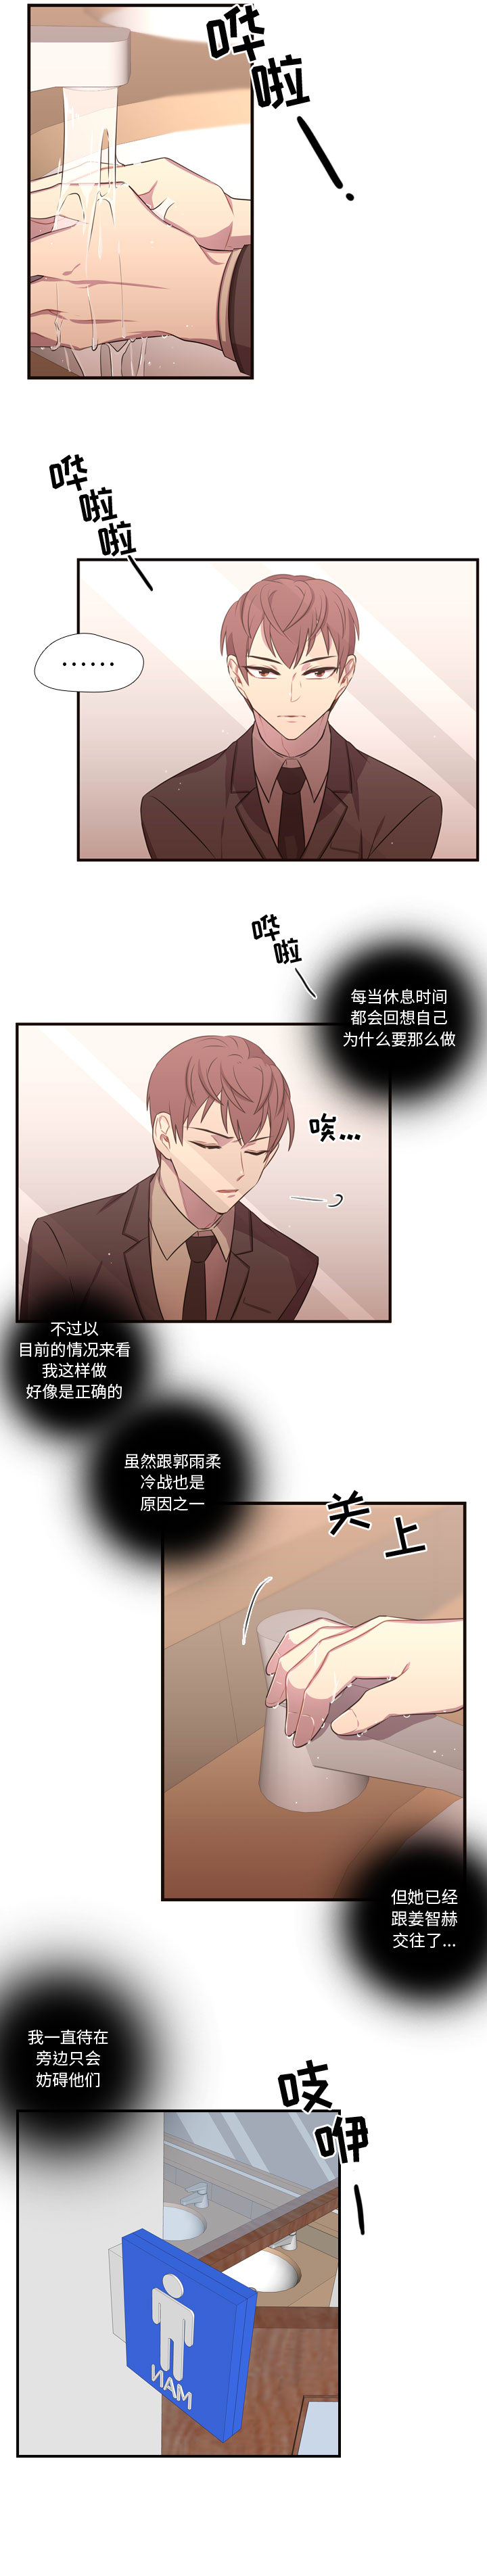 哗
啦
哗
啦
啦
......
哗
啦
每当休息时间
都会回想自己
为什么要那么做
唉...
不过以
目前的情况来看
我这样做
好像是正确的
虽然跟郭雨柔
冷战也是
原因之一
关
上
但她已经
跟姜智赫
交往了...
我一直待在
旁边只会
妨碍他们
吱
咿
MAN